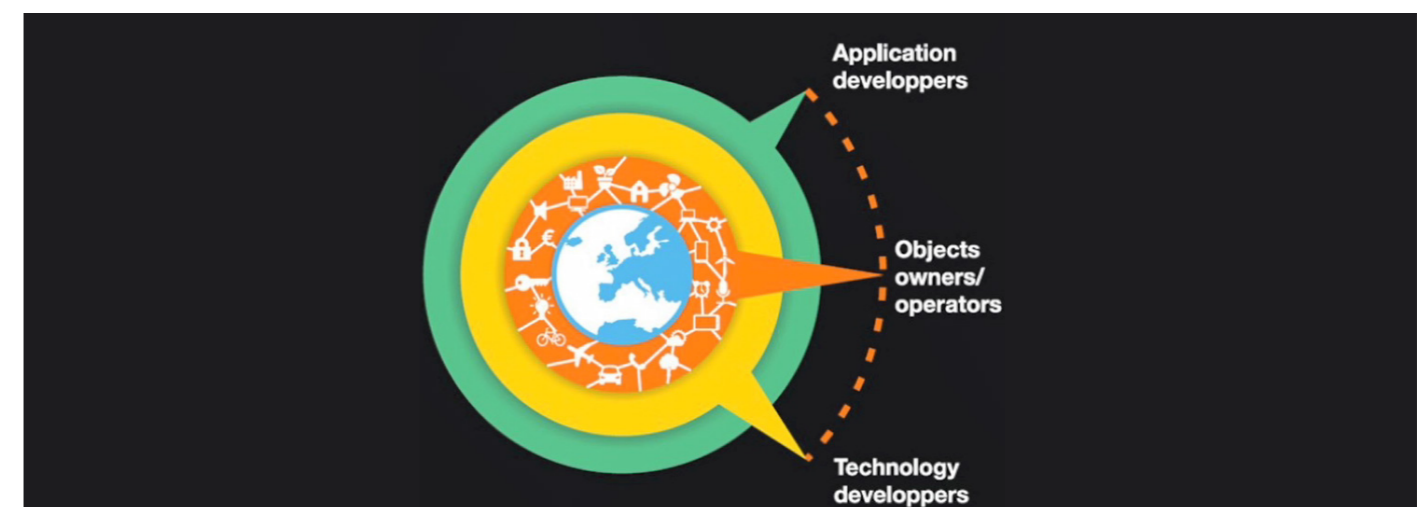 Application
developpers
Objects
owners/
operators
Technology
developpers